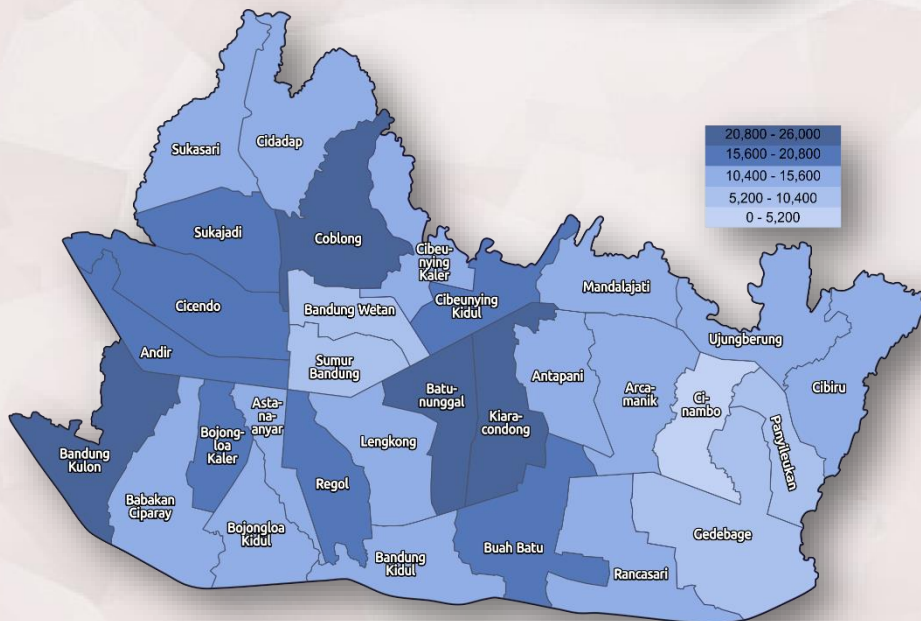 20,800 - 26,000
15,600 - 20,800
10,400 - 15,600
5,200 - 10,400
0 - 5,200
Sukasari
Cidadap
Sukajadi
Coblong
Cibeu-
nying
Kaler
Mandalajati
Cicendo
Bandung Wetan
Cibeunying
Kidul
Ujungberung
Andir
Sumur
Bandung
Antapani
Arca-
manik
Ci-
nambo
Cibiru
Batu-
nunggal
Kiara-
condong
Asta-
na-
anyar
Bojong-
loa
Kaler
Lengkong
Panyileukan
Bandung
Kulon
Regol
Babakan
Ciparay
Bojongloa
Kidul
Bandung
Kidul
Buah Batu
Gedebage
Rancasari